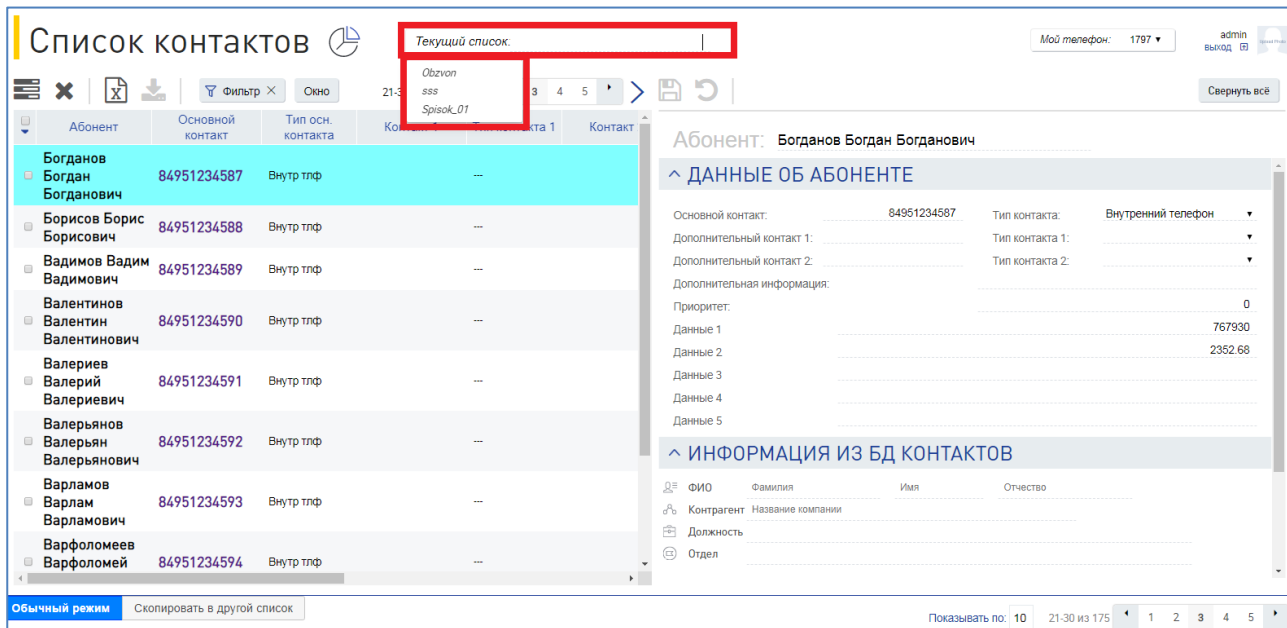 Список контактов
Текущий список:
Мой телефон: 1797
admin
выход
Obzvon
sss
Spisok_01
Фильтр
Окно
21-3
3 4 5
Свернуть всё
Абонент Основной контакт Тип осн. контакта Контакт
Богданов Богдан Богданович 84951234587 Внутр тлф ---
Борисов Борис Борисович 84951234588 Внутр тлф ---
Вадимов Вадим Вадимович 84951234589 Внутр тлф ---
Валентинов Валентин Валентинович 84951234590 Внутр тлф ---
Валериев Валерий Валериевич 84951234591 Внутр тлф ---
Валерьянов Валерьян Валерьянович 84951234592 Внутр тлф ---
Варламов Варлам Варламович 84951234593 Внутр тлф ---
Варфоломеев Варфоломей 84951234594 Внутр тлф ---
Абонент: Богданов Богдан Богданович
ДАННЫЕ ОБ АБОНЕНТЕ
Основной контакт: 84951234587 Тип контакта: Внутренний телефон
Дополнительный контакт 1: Тип контакта 1:
Дополнительный контакт 2: Тип контакта 2:
Дополнительная информация:
Приоритет: 0
Данные 1 767930
Данные 2 2352.68
Данные 3
Данные 4
Данные 5
ИНФОРМАЦИЯ ИЗ БД КОНТАКТОВ
ФИО Фамилия Имя Отчество
Контрагент Название компании
Должность
Отдел
Обычный режим
Скопировать в другой список
Показывать по: 10 21-30 из 175 1 2 3 4 5